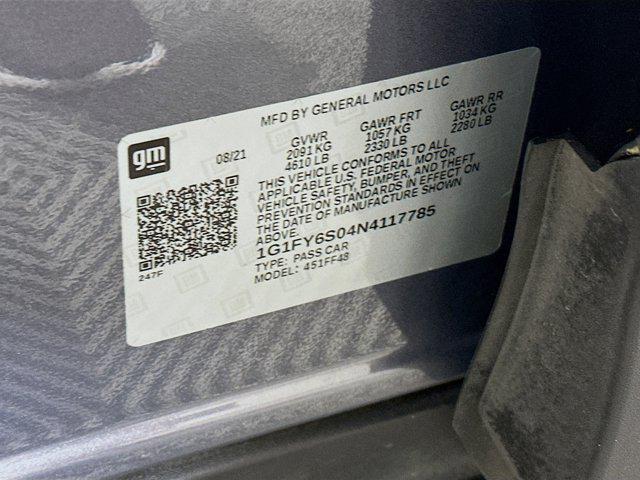 MFD BY GENERAL MOTORS LLC
gm
08/21
GVWR
2091 KG
4610 LB
GAWR FRT
1057 KG
2330 LB
GAWR RR
1034 KG
2280 LB
THIS VEHICLE CONFORMS TO ALL
APPLICABLE U.S. FEDERAL MOTOR
VEHICLE SAFETY, BUMPER, AND THEFT
PREVENTION STANDARDS IN EFFECT ON
THE DATE OF MANUFACTURE SHOWN
ABOVE.
1G1FY6S04N4117785
TYPE: PASS CAR
MODEL: 451FF48
247F